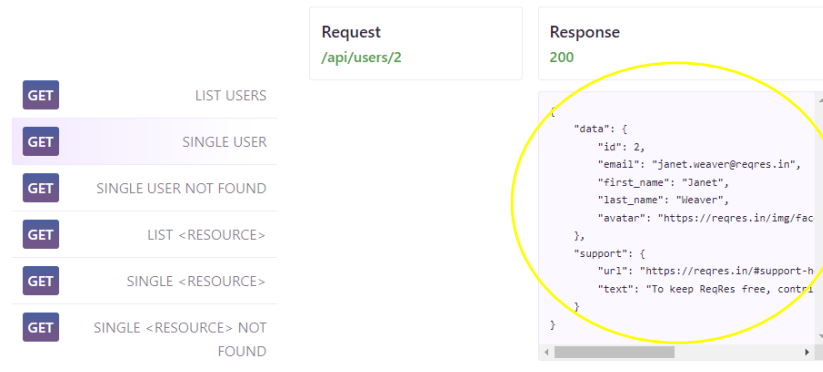 Request
/api/users/2
Response
200
GET LIST USERS
GET SINGLE USER
GET SINGLE USER NOT FOUND
GET LIST <RESOURCE>
GET SINGLE <RESOURCE>
GET SINGLE <RESOURCE> NOT
FOUND
{
"data": {
"id": 2,
"email": "janet.weaver@reqres.in",
"first_name": "Janet",
"last_name": "Weaver",
"avatar": "https://reqres.in/img/fac
},
"support": {
"url": "https://reqres.in/#support-h
"text": "To keep ReqRes free, contri
}
}